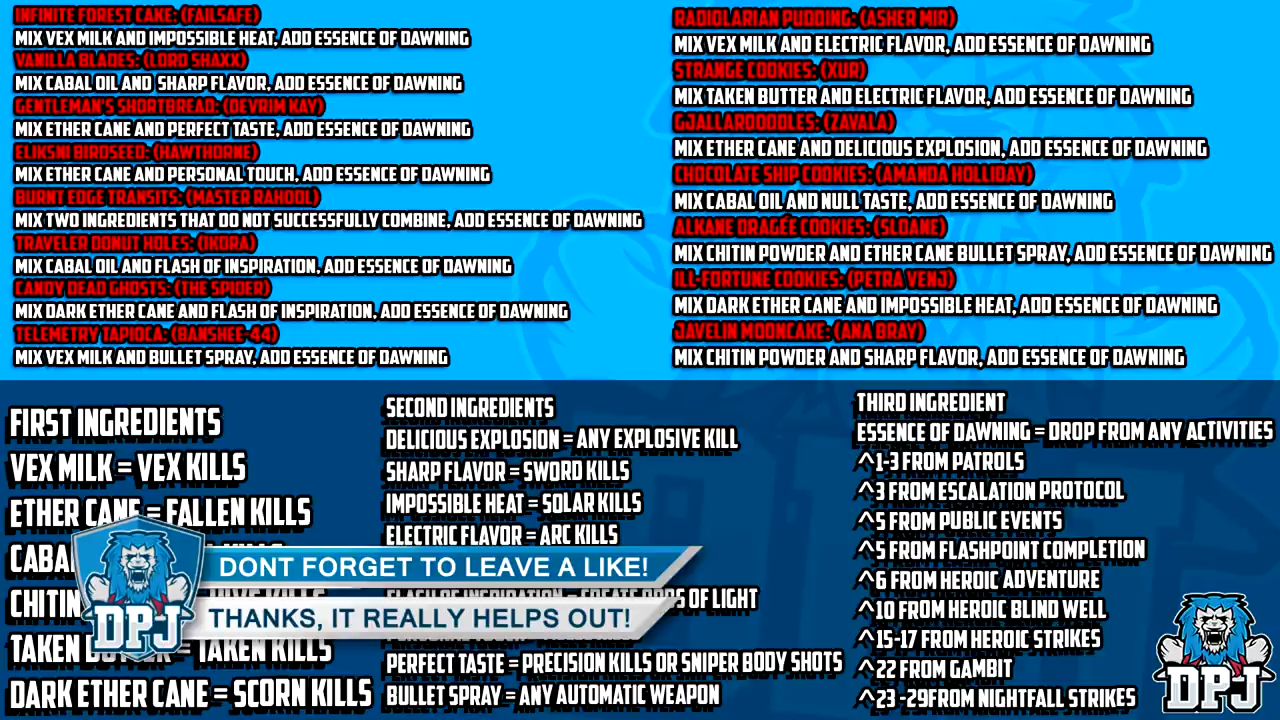 INFINITE FOREST CAKE: (FAILSAFE)
MIX VEX MILK AND IMPOSSIBLE HEAT, ADD ESSENCE OF DAWNING
VANILLA BLADES: (LORD SHAXX)
MIX CABAL OIL AND SHARP FLAVOR, ADD ESSENCE OF DAWNING
GENTLEMAN'S SHORTBREAD: (DEVRIM KAY)
MIX ETHER CANE AND PERFECT TASTE, ADD ESSENCE OF DAWNING
ELIKSNI BIRDSEED: (HAWTHORNE)
MIX ETHER CANE AND PERSONAL TOUCH, ADD ESSENCE OF DAWNING
BURNT EDGE TRANSITS: (MASTER RAHOOL)
MIX TWO INGREDIENTS THAT DO NOT SUCCESSFULLY COMBINE, ADD ESSENCE OF DAWNING
TRAVELER DONUT HOLES: (IKORA)
MIX CABAL OIL AND FLASH OF INSPIRATION, ADD ESSENCE OF DAWNING
CANDY DEAD GHOSTS: (THE SPIDER)
MIX DARK ETHER CANE AND FLASH OF INSPIRATION, ADD ESSENCE OF DAWNING
TELEMETRY TAPIOCA: (BANSHEE-44)
MIX VEX MILK AND BULLET SPRAY, ADD ESSENCE OF DAWNING
RADIOLARIAN PUDDING: (ASHER MIR)
MIX VEX MILK AND ELECTRIC FLAVOR, ADD ESSENCE OF DAWNING
STRANGE COOKIES: (XUR)
MIX TAKEN BUTTER AND ELECTRIC FLAVOR, ADD ESSENCE OF DAWNING
GJALLARDOODLES: (ZAVALA)
MIX ETHER CANE AND DELICIOUS EXPLOSION, ADD ESSENCE OF DAWNING
CHOCOLATE SHIP COOKIES: (AMANDA HOLLIDAY)
MIX CABAL OIL AND NULL TASTE, ADD ESSENCE OF DAWNING
ALKANE DRAGÉE COOKIES: (SLOANE)
MIX CHITIN POWDER AND ETHER CANE BULLET SPRAY, ADD ESSENCE OF DAWNING
ILL-FORTUNE COOKIES: (PETRA VENJ)
MIX DARK ETHER CANE AND IMPOSSIBLE HEAT, ADD ESSENCE OF DAWNING
JAVELIN MOONCAKE: (ANA BRAY)
MIX CHITIN POWDER AND SHARP FLAVOR, ADD ESSENCE OF DAWNING
FIRST INGREDIENTS
VEX MILK = VEX KILLS
ETHER CANE = FALLEN KILLS
TAKEN = TAKEN KILLS
DARK ETHER CANE = SCORN KILLS
SECOND INGREDIENTS
DELICIOUS EXPLOSION = ANY EXPLOSIVE KILL
SHARP FLAVOR = SWORD KILLS
IMPOSSIBLE HEAT = SOLAR KILLS
ELECTRIC FLAVOR = ARC KILLS
FLASH OF INSPIRATION = CREATE ORBS OF LIGHT
PERFECT TASTE = PRECISION KILLS OR SNIPER BODY SHOTS
BULLET SPRAY = ANY AUTOMATIC WEAPON
THIRD INGREDIENT
ESSENCE OF DAWNING = DROP FROM ANY ACTIVITIES
^1-3 FROM PATROLS
^3 FROM ESCALATION PROTOCOL
^5 FROM PUBLIC EVENTS
^5 FROM FLASHPOINT COMPLETION
^6 FROM HEROIC ADVENTURE
^10 FROM HEROIC BLIND WELL
^15-17 FROM HEROIC STRIKES
^22 FROM GAMBIT
^23 -29FROM NIGHTFALL STRIKES
DPJ
DONT FORGET TO LEAVE A LIKE!
THANKS, IT REALLY HELPS OUT!
DPJ